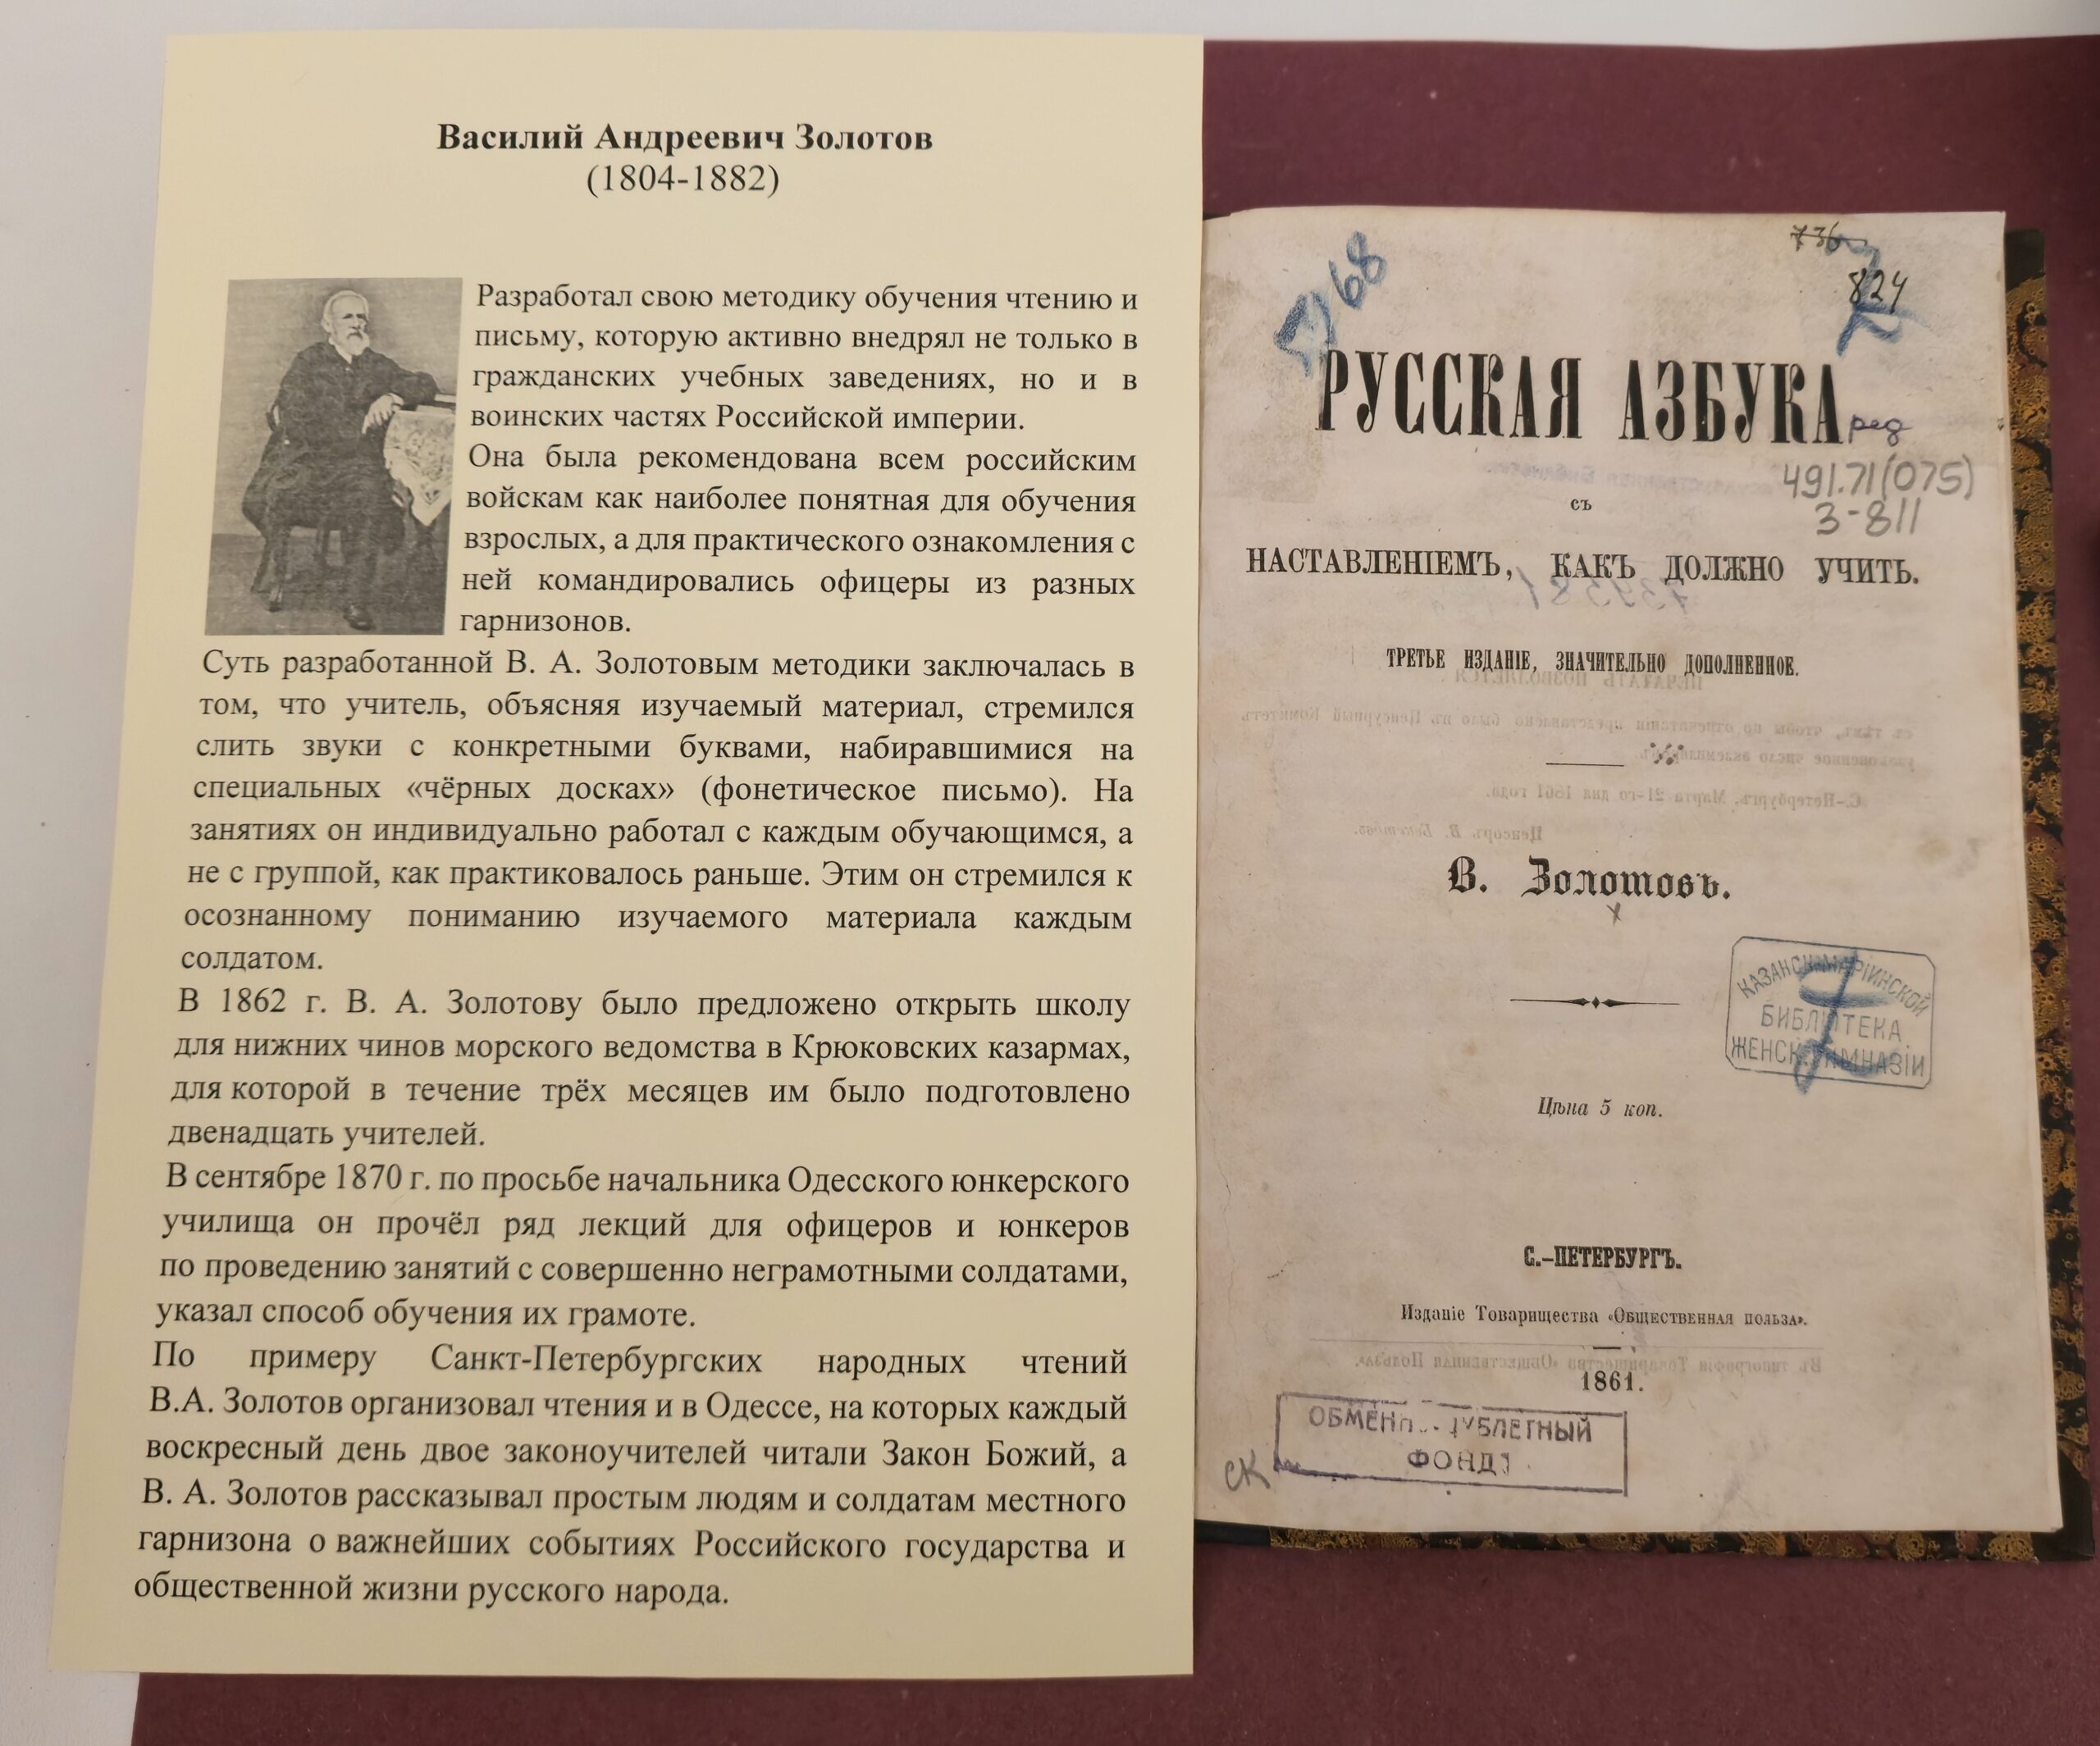 Василий Андреевич Золотов
(1804-1882)
Разработал свою методику обучения чтению и
письму, которую активно внедрял не только в
гражданских учебных заведениях, но и в
воинских частях Российской империи.
Она была рекомендована всем российским
войскам как наиболее понятная для обучения
взрослых, а для практического ознакомления с
ней командировались офицеры из разных
гарнизонов.
Суть разработанной В. А. Золотовым методики заключалась в
том, что учитель, объясняя изучаемый материал, стремился
слить звуки с конкретными буквами, набиравшимися на
специальных «чёрных досках» (фонетическое письмо). На
занятиях он индивидуально работал с каждым обучающимся, а
не с группой, как практиковалось раньше. Этим он стремился к
осознанному пониманию изучаемого материала каждым
солдатом.
В 1862 г. В. А. Золотову было предложено открыть школу
для нижних чинов морского ведомства в Крюковских казармах,
для которой в течение трёх месяцев им было подготовлено
двенадцать учителей.
В сентябре 1870 г. по просьбе начальника Одесского юнкерского
училища он прочёл ряд лекций для офицеров и юнкеров
по проведению занятий с совершенно неграмотными солдатами,
указал способ обучения их грамоте.
По примеру Санкт-Петербургских народных чтений
В.А. Золотов организовал чтения и в Одессе, на которых каждый
воскресный день двое законоучителей читали Закон Божий, а
В. А. Золотов рассказывал простым людям и солдатам местного
гарнизона о важнейших событиях Российского государства и
общественной жизни русского народа.
736
824
РУССКАЯ АЗБУКА
ред
491.71(075)
З-811
съ
НАСТАВЛЕНІЕМЪ, КАКЪ ДОЛЖНО УЧИТЬ.
ТРЕТЬЕ ИЗДАНІЕ, ЗНАЧИТЕЛЬНО ДОПОЛНЕННОЕ.
В. Золотовъ.
КАЗАНСК. МАРІИНСКОЙ
БИБЛІОТЕКА
ЖЕНСК. ГИМНАЗІИ
Цѣна 5 коп.
С.-ПЕТЕРБУРГЪ.
Изданіе Товарищества «ОБЩЕСТВЕННАЯ ПОЛЬЗА».
1861.
ОБМЕННО-ДУБЛЕТНЫЙ
ФОНД
СК